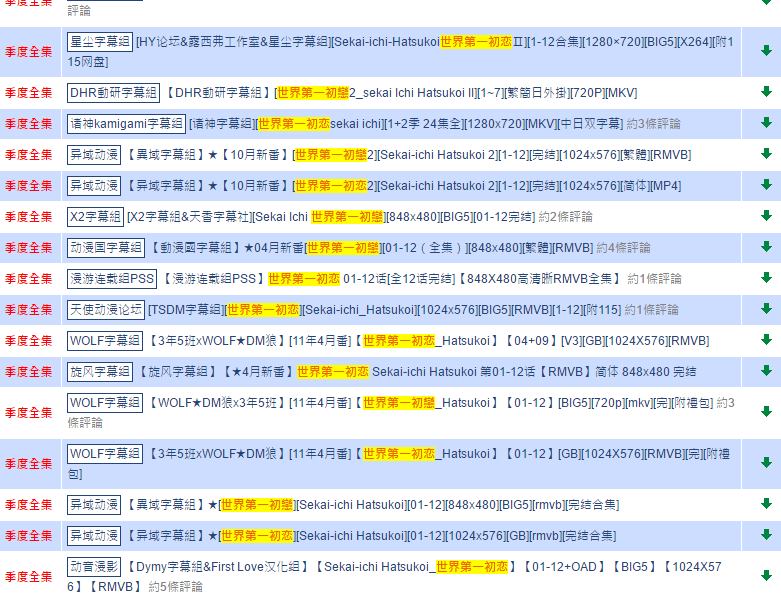 評論
季度全集 星尘字幕组 [HY论坛&露西弗工作室&星尘字幕组][Sekai-ichi-Hatsukoi世界第一初恋Ⅱ][1-12合集][1280×720][BIG5][X264][附1
15网盘]
季度全集 DHR動研字幕組 【DHR動研字幕組】[世界第一初戀2_sekai Ichi Hatsukoi II][1~7][繁簡日外掛][720P][MKV]
季度全集 诸神kamigami字幕组 [诸神字幕组][世界第一初恋sekai ichi][1+2季 24集全][1280x720][MKV][中日双字幕] 約3條評論
季度全集 异域动漫 【異域字幕組】★【10月新番】[世界第一初戀2][Sekai-ichi Hatsukoi 2][1-12][完結][1024x576][繁體][RMVB]
季度全集 异域动漫 【异域字幕组】★【10月新番】[世界第一初恋2][Sekai-ichi Hatsukoi 2][1-12][完结][1024x576][简体][MP4]
季度全集 X2字幕组 [X2字幕組&天香字幕社][Sekai Ichi 世界第一初戀][848x480][BIG5][01-12完结] 約2條評論
季度全集 动漫国字幕组 【動漫國字幕組】★04月新番[世界第一初戀][01-12（全集）][848x480][繁體][RMVB] 約4條評論
季度全集 漫游连载组PSS 【漫游连载组PSS】世界第一初恋 01-12话[全12话完结]【848X480高清晰RMVB全集】 約1條評論
季度全集 天使动漫论坛 [TSDM字幕組][世界第一初恋][Sekai-ichi_Hatsukoi][1024x576][BIG5][RMVB][1-12][附115] 約1條評論
季度全集 WOLF字幕组 【3年5班xWOLF★DM狼】[11年4月番]【世界第一初恋_Hatsukoi】【04+09】[V3][GB][1024X576][RMVB]
季度全集 旋风字幕组 【旋风字幕组】【★4月新番】世界第一初恋 Sekai-ichi Hatsukoi 第01-12话【RMVB】简体 848x480 完结
季度全集 WOLF字幕组 【WOLF★DM狼x3年5班】[11年4月番]【世界第一初戀_Hatsukoi】【01-12】[BIG5][720p][mkv][完][附禮包] 約3
條評論
季度全集 WOLF字幕组 【3年5班xWOLF★DM狼】[11年4月番]【世界第一初恋_Hatsukoi】【01-12】[GB][1024X576][RMVB][完][附禮
包]
季度全集 异域动漫 【異域字幕組】★[世界第一初戀][Sekai-ichi Hatsukoi][01-12][848x480][BIG5][rmvb][完結合集]
季度全集 异域动漫 【异域字幕组】★[世界第一初恋][Sekai-ichi Hatsukoi][01-12][1024x576][GB][rmvb][完结合集]
季度全集 动音漫影 【Dymy字幕組&First Love汉化組】【Sekai-ichi Hatsukoi_世界第一初恋】【01-12+OAD】【BIG5】【1024X57
6】【RMVB】 約5條評論